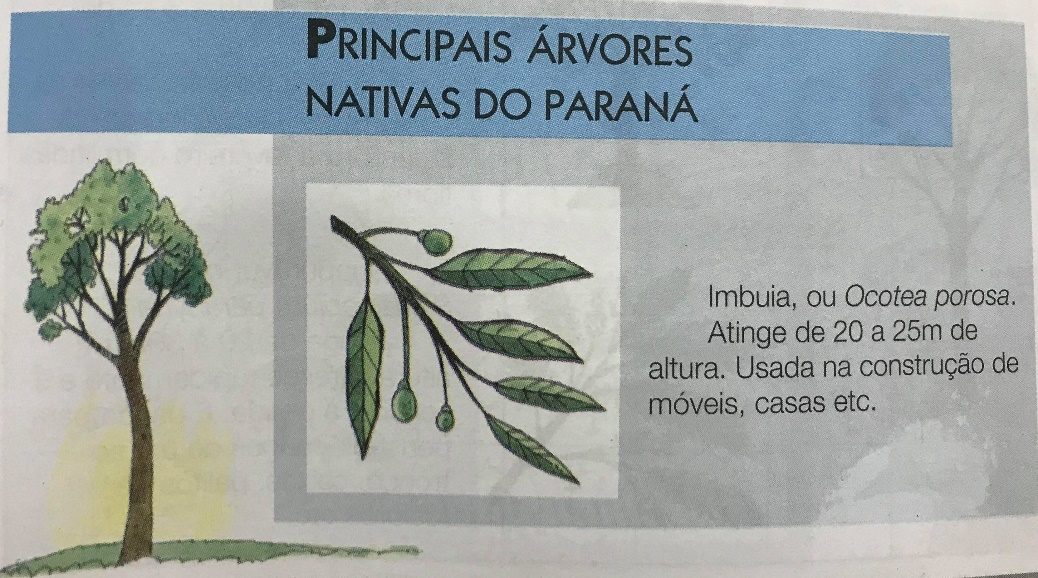 PRINCIPAIS ÁRVORES
NATIVAS DO PARANÁ
Imbuia, ou Ocotea porosa.
Atinge de 20 a 25m de
altura. Usada na construção de
móveis, casas etc.